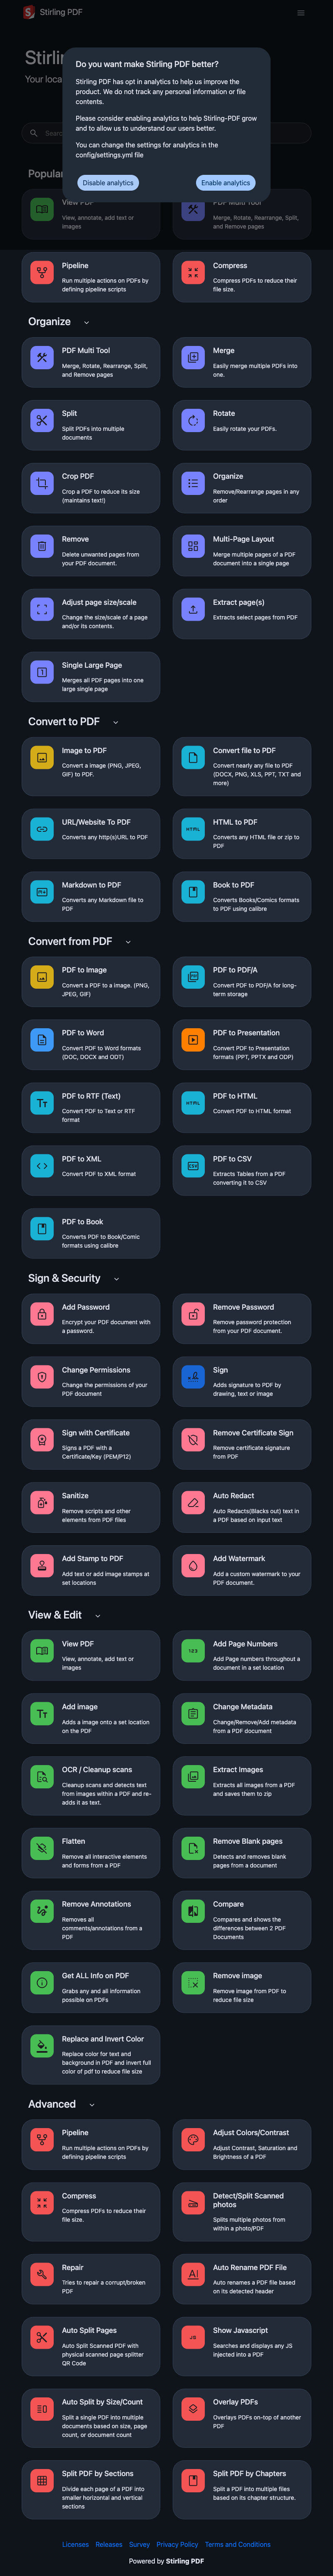 Stirling PDF
Stirli
Your loca
Do you want make Stirling PDF better?
Stirling PDF has opt in analytics to help us improve the
product. We do not track any personal information or file
contents.
Please consider enabling analytics to help Stirling-PDF grow
and to allow us to understand our users better.
You can change the settings for analytics in the
config/settings.yml file
Disable analytics
Enable analytics
Searc
Popula
View PDF
View, annotate, add text or
images
PDF Multi Tool
Merge, Rotate, Rearrange, Split,
and Remove pages
Pipeline
Run multiple actions on PDFs by
defining pipeline scripts
Compress
Compress PDFs to reduce their
file size.
Organize
PDF Multi Tool
Merge, Rotate, Rearrange, Split,
and Remove pages
Merge
Easily merge multiple PDFs into
one.
Split
Split PDFs into multiple
documents
Rotate
Easily rotate your PDFs.
Crop PDF
Crop a PDF to reduce its size
(maintains text!)
Organize
Remove/Rearrange pages in any
order
Remove
Delete unwanted pages from
your PDF document.
Multi-Page Layout
Merge multiple pages of a PDF
document into a single page
Adjust page size/scale
Change the size/scale of a page
and/or its contents.
Extract page(s)
Extracts select pages from PDF
Single Large Page
Merges all PDF pages into one
large single page
Convert to PDF
Image to PDF
Convert a image (PNG, JPEG,
GIF) to PDF.
Convert file to PDF
Convert nearly any file to PDF
(DOCX, PNG, XLS, PPT, TXT and
more)
URL/Website To PDF
Converts any http(s)URL to PDF
HTML
HTML to PDF
Converts any HTML file or zip to
PDF
Markdown to PDF
Converts any Markdown file to
PDF
Book to PDF
Converts Books/Comics formats
to PDF using calibre
Convert from PDF
PDF to Image
Convert a PDF to a image. (PNG,
JPEG, GIF)
PDF to PDF/A
Convert PDF to PDF/A for long-
term storage
PDF to Word
Convert PDF to Word formats
(DOC, DOCX and ODT)
PDF to Presentation
Convert PDF to Presentation
formats (PPT, PPTX and ODP)
PDF to RTF (Text)
Convert PDF to Text or RTF
format
HTML
PDF to HTML
Convert PDF to HTML format
PDF to XML
Convert PDF to XML format
CSV
PDF to CSV
Extracts Tables from a PDF
converting it to CSV
PDF to Book
Converts PDF to Book/Comic
formats using calibre
Sign & Security
Add Password
Encrypt your PDF document with
a password.
Remove Password
Remove password protection
from your PDF document.
Change Permissions
Change the permissions of your
PDF document
Sign
Adds signature to PDF by
drawing, text or image
Sign with Certificate
Signs a PDF with a
Certificate/Key (PEM/P12)
Remove Certificate Sign
Remove certificate signature
from PDF
Sanitize
Remove scripts and other
elements from PDF files
Auto Redact
Auto Redacts(Blacks out) text in
a PDF based on input text
Add Stamp to PDF
Add text or add image stamps at
set locations
Add Watermark
Add a custom watermark to your
PDF document.
View & Edit
View PDF
View, annotate, add text or
images
123
Add Page Numbers
Add Page numbers throughout a
document in a set location
Add image
Adds a image onto a set location
on the PDF
Change Metadata
Change/Remove/Add metadata
from a PDF document
OCR / Cleanup scans
Cleanup scans and detects text
from images within a PDF and re-
adds it as text.
Extract Images
Extracts all images from a PDF
and saves them to zip
Flatten
Remove all interactive elements
and forms from a PDF
Remove Blank pages
Detects and removes blank
pages from a document
Remove Annotations
Removes all
comments/annotations from a
PDF
Compare
Compares and shows the
differences between 2 PDF
Documents
Get ALL Info on PDF
Grabs any and all information
possible on PDFs
Remove image
Remove image from PDF to
reduce file size
Replace and Invert Color
Replace color for text and
background in PDF and invert full
color of pdf to reduce file size
Advanced
Pipeline
Run multiple actions on PDFs by
defining pipeline scripts
Adjust Colors/Contrast
Adjust Contrast, Saturation and
Brightness of a PDF
Compress
Compress PDFs to reduce their
file size.
Detect/Split Scanned
photos
Splits multiple photos from
within a photo/PDF
Repair
Tries to repair a corrupt/broken
PDF
Auto Rename PDF File
Auto renames a PDF file based
on its detected header
Auto Split Pages
Auto Split Scanned PDF with
physical scanned page splitter
QR Code
JS
Show Javascript
Searches and displays any JS
injected into a PDF
Auto Split by Size/Count
Split a single PDF into multiple
documents based on size, page
count, or document count
Overlay PDFs
Overlays PDFs on-top of another
PDF
Split PDF by Sections
Divide each page of a PDF into
smaller horizontal and vertical
sections
Split PDF by Chapters
Split a PDF into multiple files
based on its chapter structure.
Licenses Releases Survey Privacy Policy Terms and Conditions
Powered by Stirling PDF